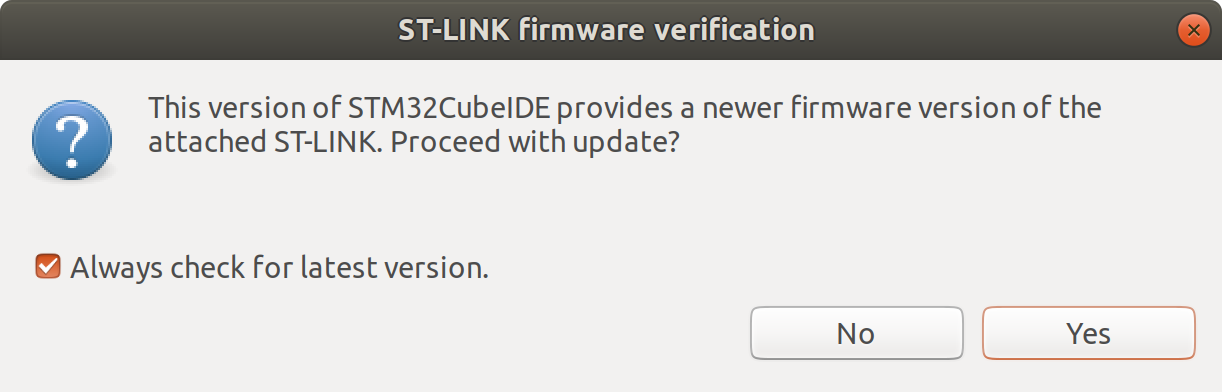 ST-LINK firmware verification
This version of STM32CubeIDE provides a newer firmware version of the
attached ST-LINK. Proceed with update?
Always check for latest version.
No
Yes